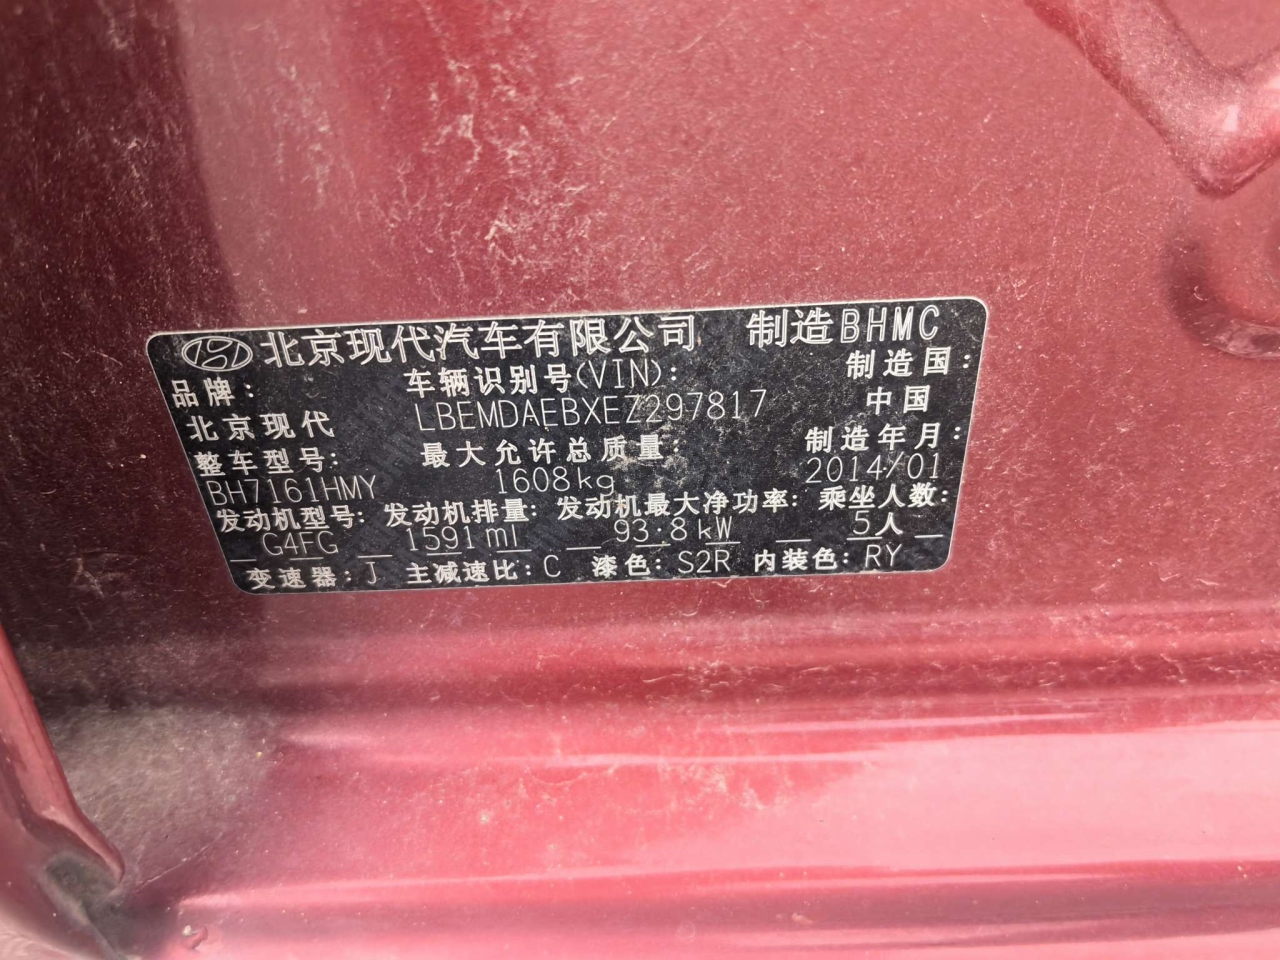 北京现代汽车有限公司 制造BHMC
品牌: 车辆识别号(VIN): 制造国:
北京现代 LBEMDAEBXEZ297817 中国
整车型号: 最大允许总质量: 制造年月:
BH7161HMY 1608kg 2014/01
发动机型号: 发动机排量: 发动机最大净功率: 乘坐人数:
G4FG 1591ml 93.8kW 5人
变速器: J 主减速比: C 漆色: S2R 内装色: RY